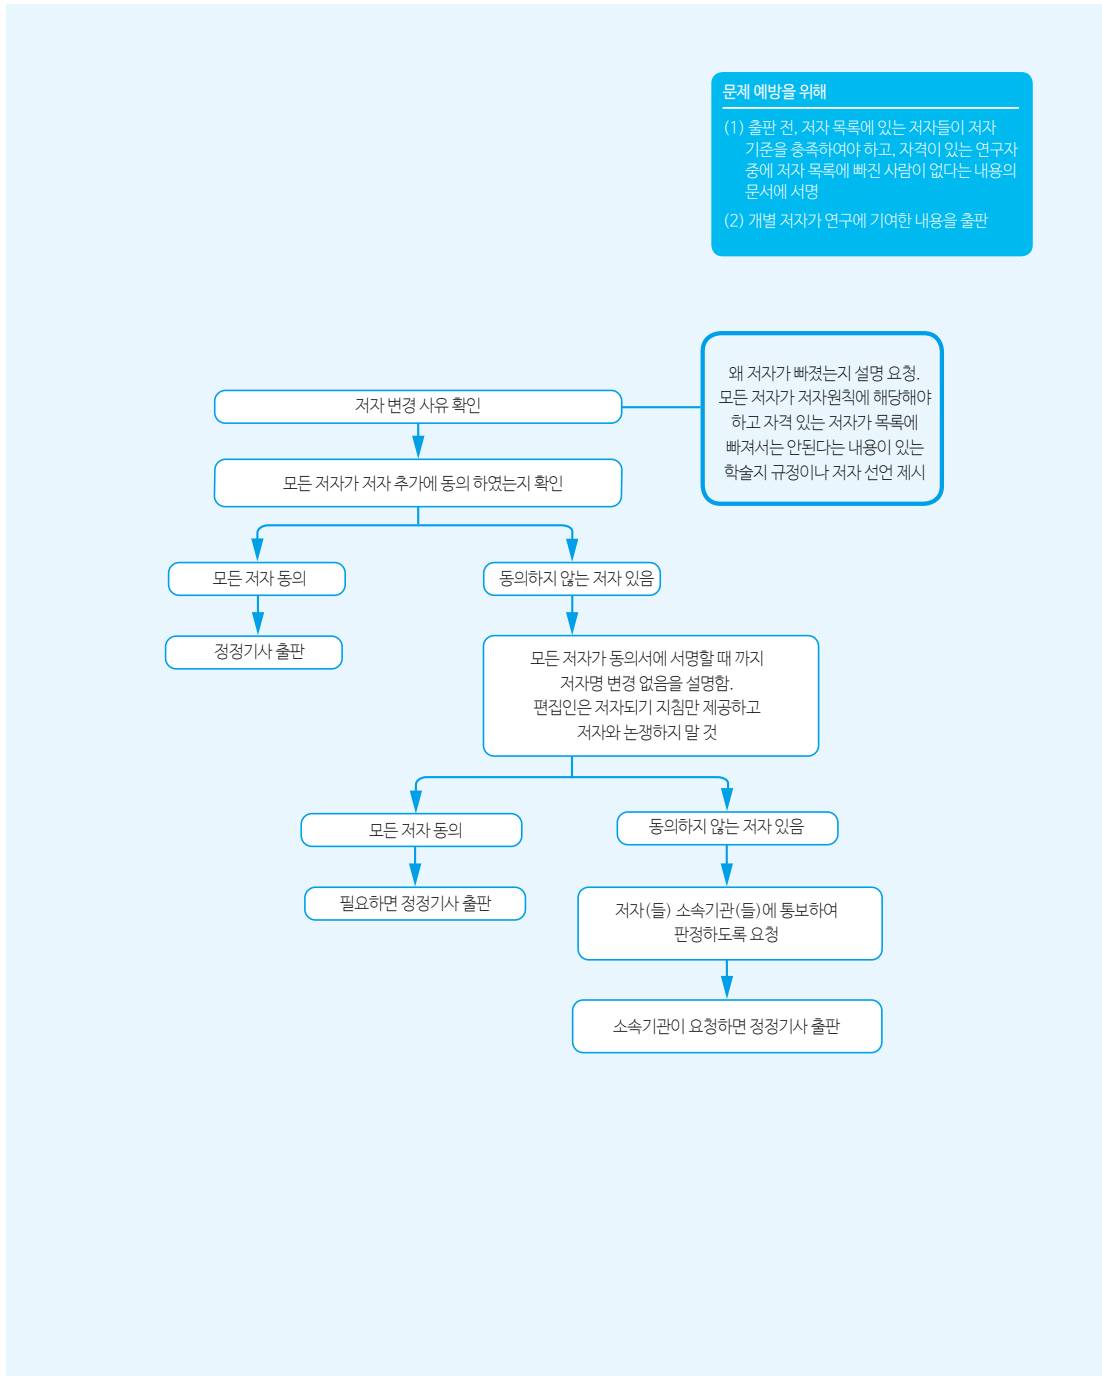 문제 예방을 위해
(1) 출판 전, 저자 목록에 있는 저자들이 저자
기준을 충족하여야 하고, 자격이 있는 연구자
중에 저자 목록에 빠진 사람이 없다는 내용의
문서에 서명
(2) 개별 저자가 연구에 기여한 내용을 출판
왜 저자가 빠졌는지 설명 요청.
모든 저자가 저자원칙에 해당해야
하고 자격 있는 저자가 목록에
빠져서는 안된다는 내용이 있는
학술지 규정이나 저자 선언 제시
저자 변경 사유 확인
모든 저자가 저자 추가에 동의 하였는지 확인
모든 저자 동의
동의하지 않는 저자 있음
정정기사 출판
모든 저자가 동의서에 서명할 때 까지
저자명 변경 없음을 설명함.
편집인은 저자되기 지침만 제공하고
저자와 논쟁하지 말 것
모든 저자 동의
동의하지 않는 저자 있음
필요하면 정정기사 출판
저자(들) 소속기관(들)에 통보하여
판정하도록 요청
소속기관이 요청하면 정정기사 출판